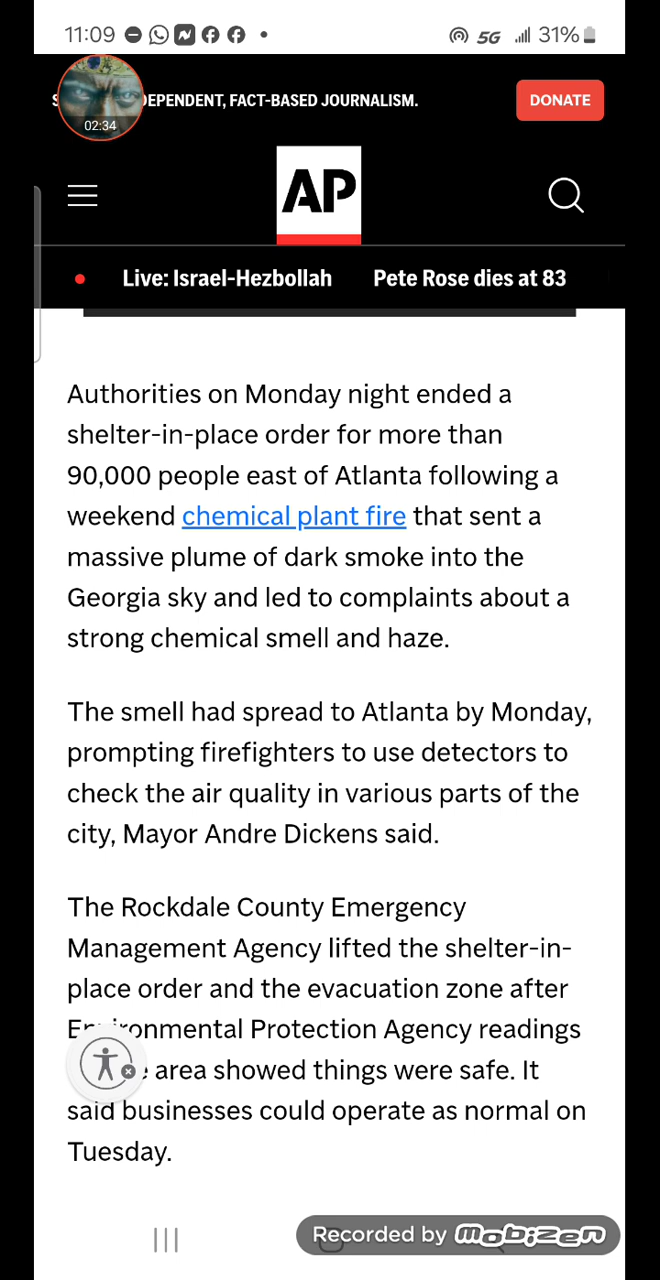 11:09
5G
31%
DEPENDENT, FACT-BASED JOURNALISM.
DONATE
02:34
AP
Live: Israel-Hezbollah
Pete Rose dies at 83
Authorities on Monday night ended a
shelter-in-place order for more than
90,000 people east of Atlanta following a
weekend chemical plant fire that sent a
massive plume of dark smoke into the
Georgia sky and led to complaints about a
strong chemical smell and haze.
The smell had spread to Atlanta by Monday,
prompting firefighters to use detectors to
check the air quality in various parts of the
city, Mayor Andre Dickens said.
The Rockdale County Emergency
Management Agency lifted the shelter-in-
place order and the evacuation zone after
Environmental Protection Agency readings
area showed things were safe. It
said businesses could operate as normal on
Tuesday.
Recorded by mobizen